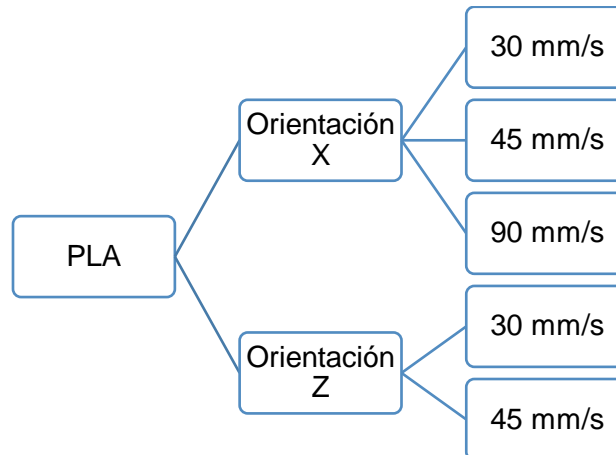 PLA
Orientación
X
30 mm/s
45 mm/s
90 mm/s
Orientación
Z
30 mm/s
45 mm/s